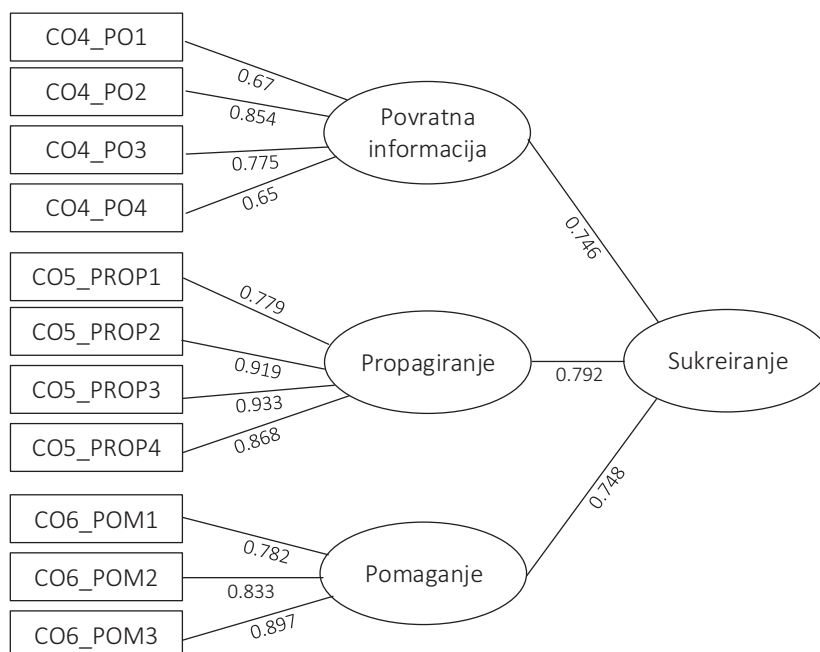 CO4_PO1
0.67
CO4_PO2
0.854
CO4_PO3
0.775
CO4_PO4
0.65
Povratna
informacija
0.746
CO5_PROP1
0.779
CO5_PROP2
0.919
CO5_PROP3
0.933
CO5_PROP4
0.868
Propagiranje
0.792
Sukreiranje
CO6_POM1
0.782
CO6_POM2
0.833
CO6_POM3
0.897
Pomaganje
0.748